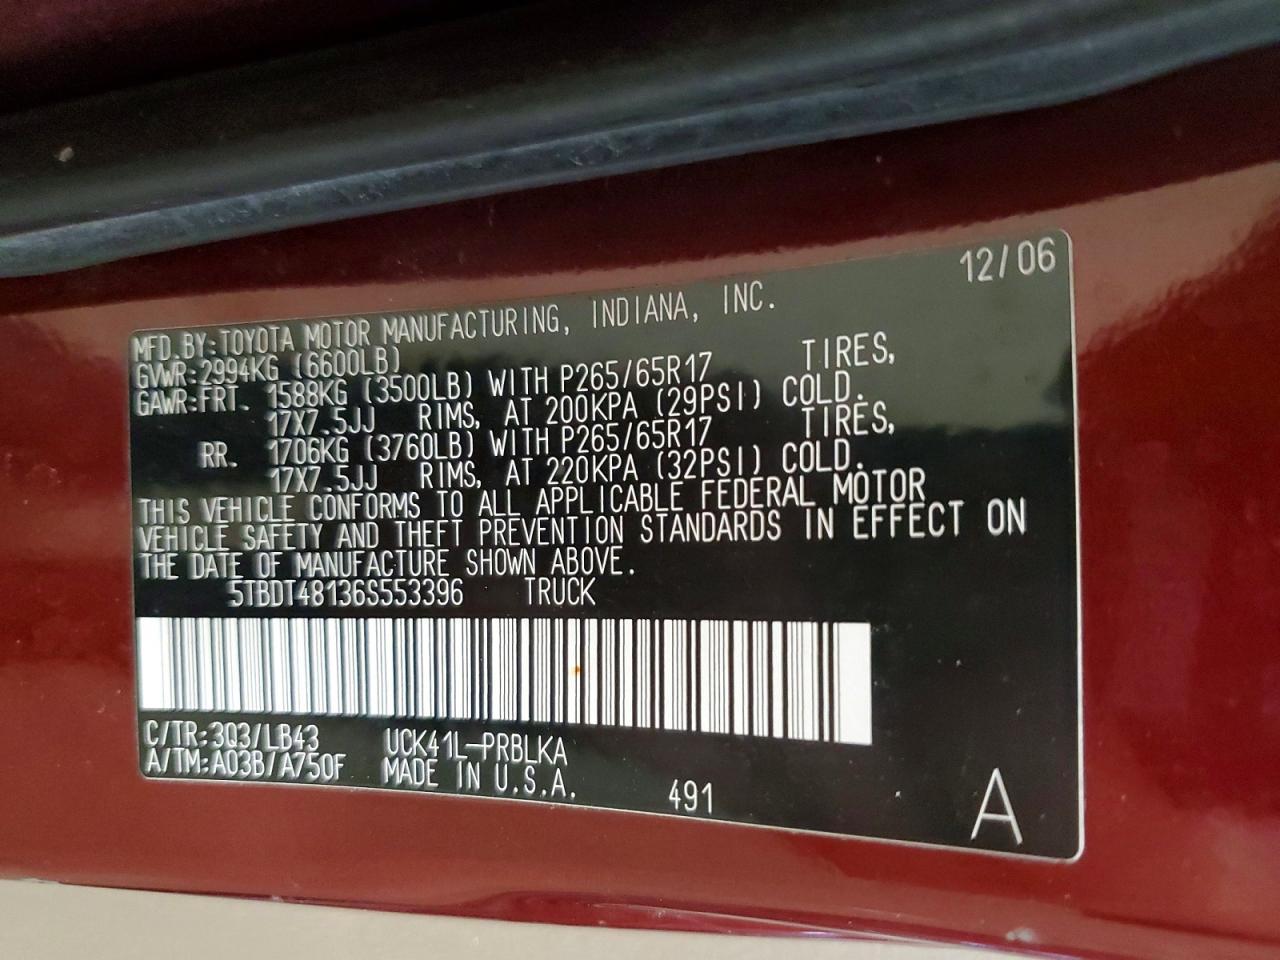 12/06
MFD.BY:TOYOTA MOTOR MANUFACTURING, INDIANA, INC.
GVWR:2994KG (6600LB)
GAWR:FRT. 1588KG (3500LB) WITH P265/65R17 TIRES,
17X7.5JJ RIMS, AT 200KPA (29PSI) COLD.
RR. 1706KG (3760LB) WITH P265/65R17 TIRES,
17X7.5JJ RIMS, AT 220KPA (32PSI) COLD.
THIS VEHICLE CONFORMS TO ALL APPLICABLE FEDERAL MOTOR
VEHICLE SAFETY AND THEFT PREVENTION STANDARDS IN EFFECT ON
THE DATE OF MANUFACTURE SHOWN ABOVE.
5TBDT48136S553396 TRUCK
C/TR:3Q3/LB43 UCK41L-PRBLKA
A/TM:A03B/A750F MADE IN U.S.A.
491
A